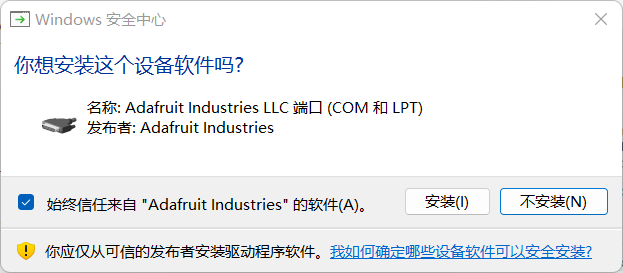 Windows 安全中心
你想安装这个设备软件吗?
名称: Adafruit Industries LLC 端口 (COM 和 LPT)
发布者: Adafruit Industries
始终信任来自 "Adafruit Industries" 的软件(A)。
安装(I)
不安装(N)
你应仅从可信的发布者安装驱动程序软件。我如何确定哪些设备软件可以安全安装?